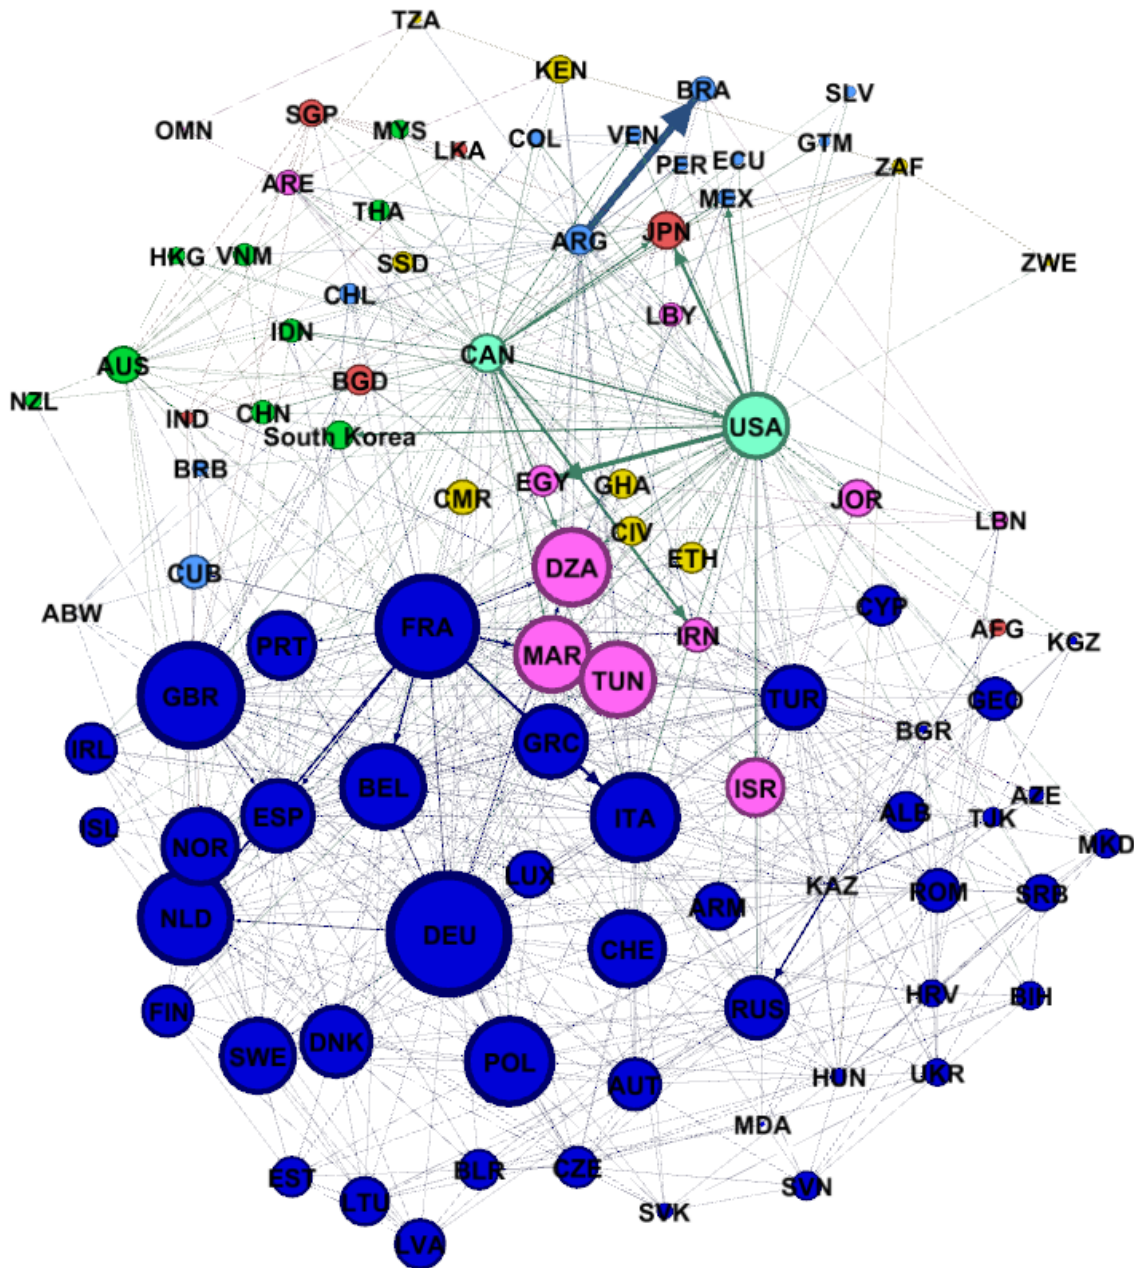 TZA
KEN
BRA
SLV
SGP
OMN
MYS
LKA
COL
VEN
GTM
PER
ECU
ZAF
ARE
MEX
THA
ARG
JPN
HKG
VNM
SSD
ZWE
CHL
LBY
IDN
CAN
AUS
BGD
NZL
IND
CHN
South Korea
USA
BRB
EGY
GHA
CMR
JOR
LBN
CIV
ETH
DZA
CUB
ABW
CYP
FRA
PRT
IRN
AFG
KGZ
MAR
TUN
GBR
TUR
GEO
BGR
IRL
GRC
BEL
ISR
AZE
ESP
ITA
ALB
TJK
ISL
NOR
MKD
LUX
KAZ
ROM
SRB
ARM
NLD
DEU
CHE
HRV
BIH
FIN
RUS
DNK
SWE
POL
AUT
HUN
UKR
MDA
EST
BLR
CZE
SVN
LTU
SVK
LVA